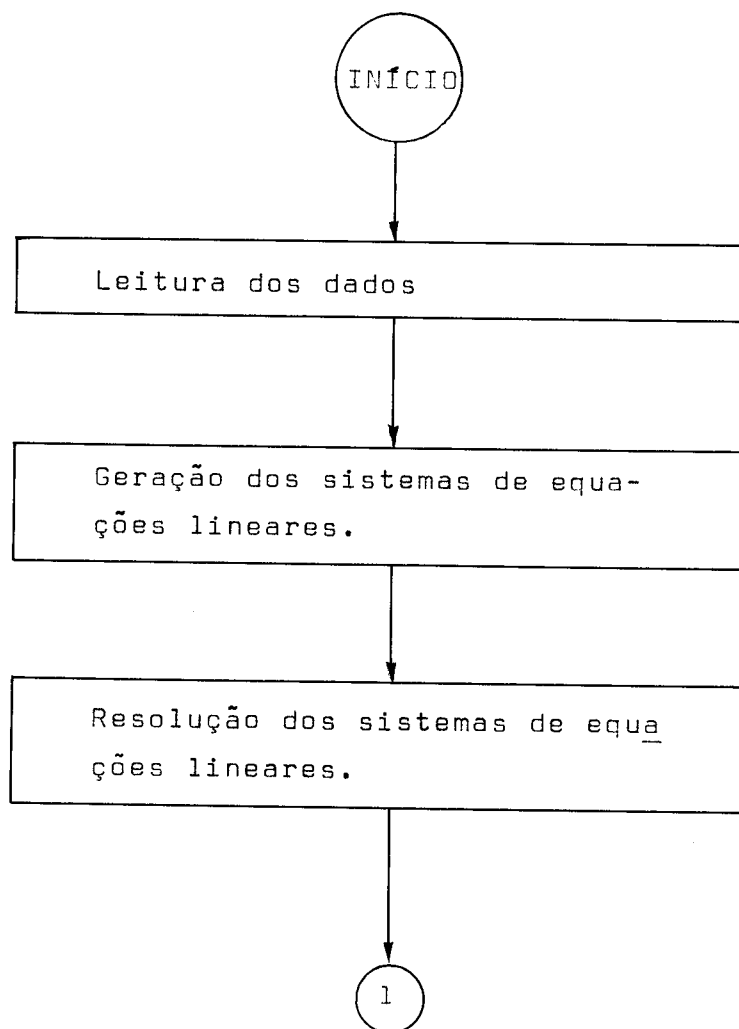 INÍCIO
Leitura dos dados
Geração dos sistemas de equa-
ções lineares.
Resolução dos sistemas de equa
ções lineares.
1